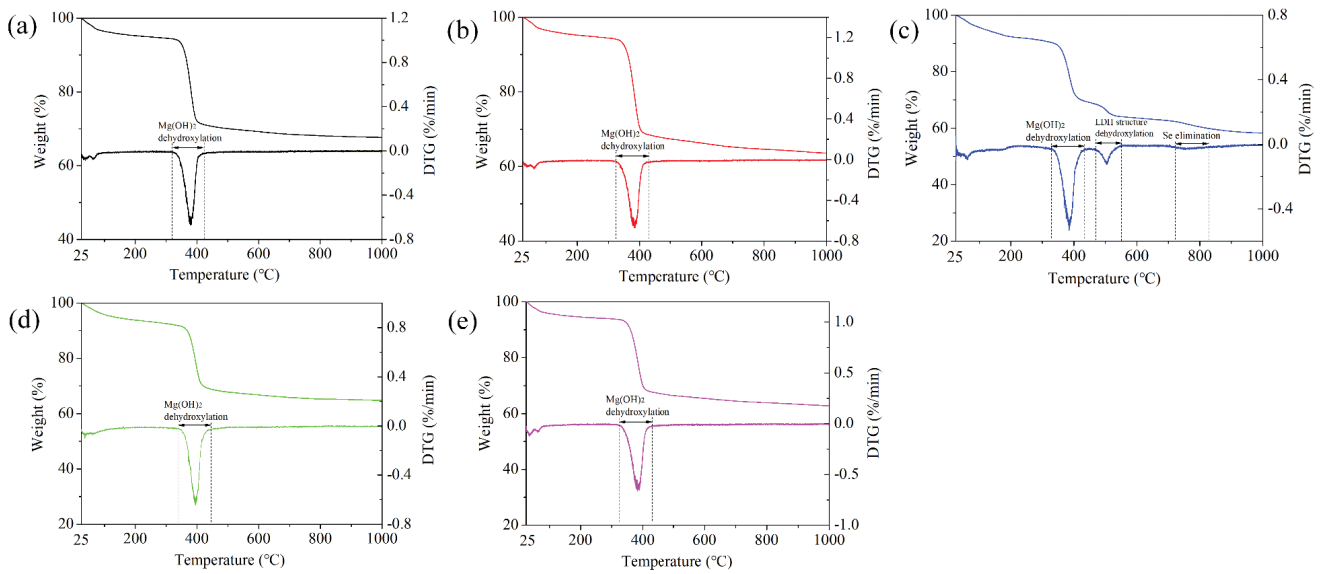 (a)
100
80
60
40
Weight (%)
1.2
0.8
0.4
0.0
-0.4
-0.8
DTG (%/min)
Mg(OH)2
dehydroxylation
25 200 400 600 800 1000
Temperature (℃)
(b)
100
80
60
40
Weight (%)
1.2
0.8
0.4
0.0
-0.4
-0.8
DTG (%/min)
Mg(OH)2
dehydroxylation
25 200 400 600 800 1000
Temperature (℃)
(c)
100
80
60
40
20
Weight (%)
0.8
0.4
0.0
-0.4
DTG (%/min)
Mg(OH)2
dehydroxylation
LDH structure
dehydroxylation
Se elimination
25 200 400 600 800 1000
Temperature (℃)
(d)
100
80
60
40
20
Weight (%)
0.8
0.4
0.0
-0.4
-0.8
DTG (%/min)
Mg(OH)2
dehydroxylation
25 200 400 600 800 1000
Temperature (℃)
(e)
100
80
60
40
20
Weight (%)
1.0
0.5
0.0
-0.5
-1.0
DTG (%/min)
Mg(OH)2
dehydroxylation
25 200 400 600 800 1000
Temperature (℃)